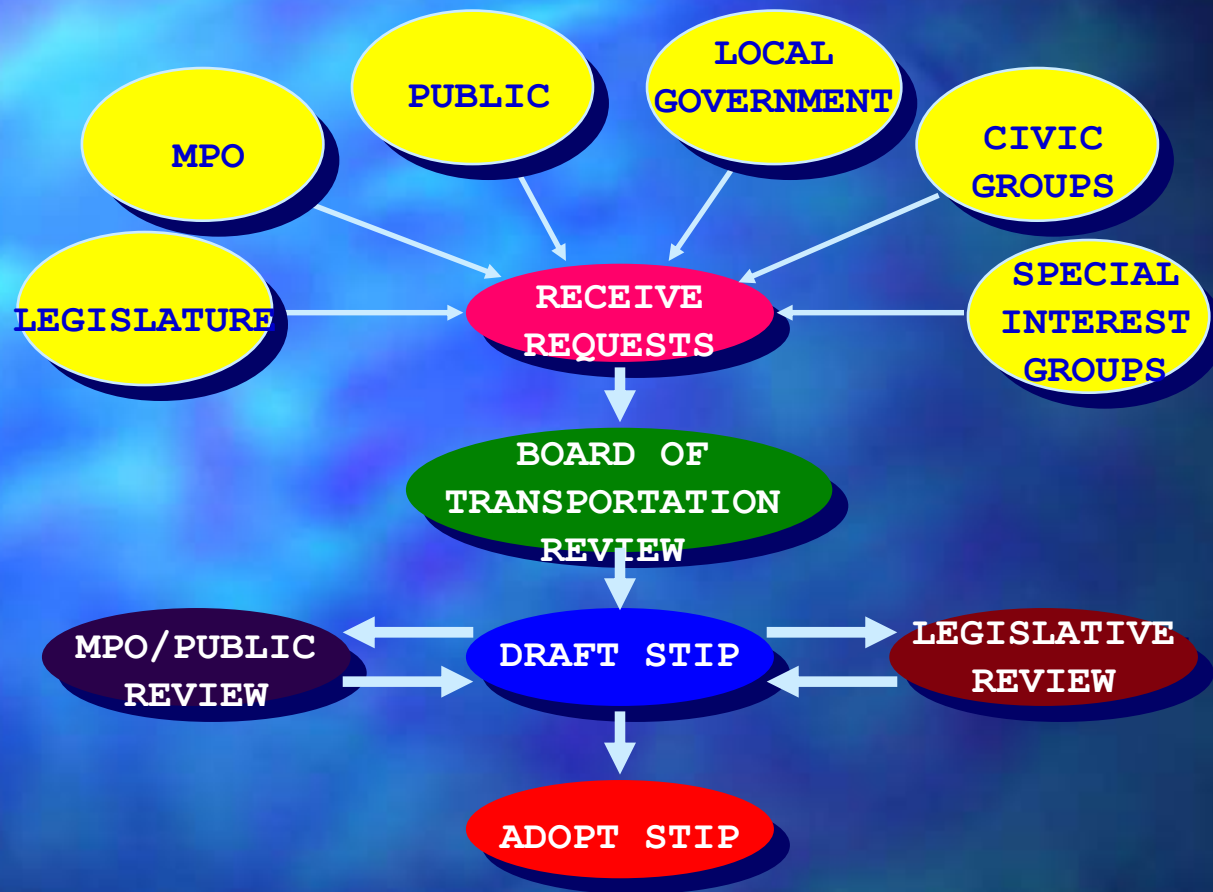 LOCAL
GOVERNMENT
PUBLIC
MPO
CIVIC
GROUPS
LEGISLATURE
RECEIVE
REQUESTS
SPECIAL
INTEREST
GROUPS
BOARD OF
TRANSPORTATION
REVIEW
MPO/PUBLIC
REVIEW
DRAFT STIP
LEGISLATIVE
REVIEW
ADOPT STIP